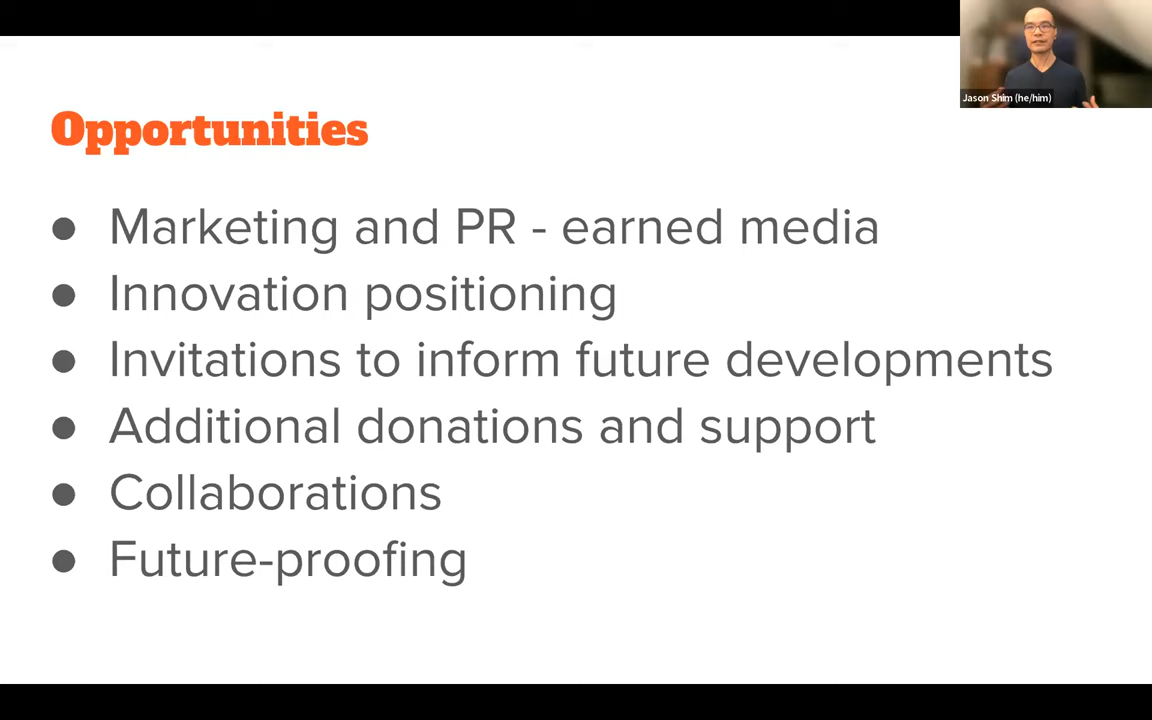 Jason Shim (he/him)
Opportunities
● Marketing and PR - earned media
● Innovation positioning
● Invitations to inform future developments
● Additional donations and support
● Collaborations
● Future-proofing